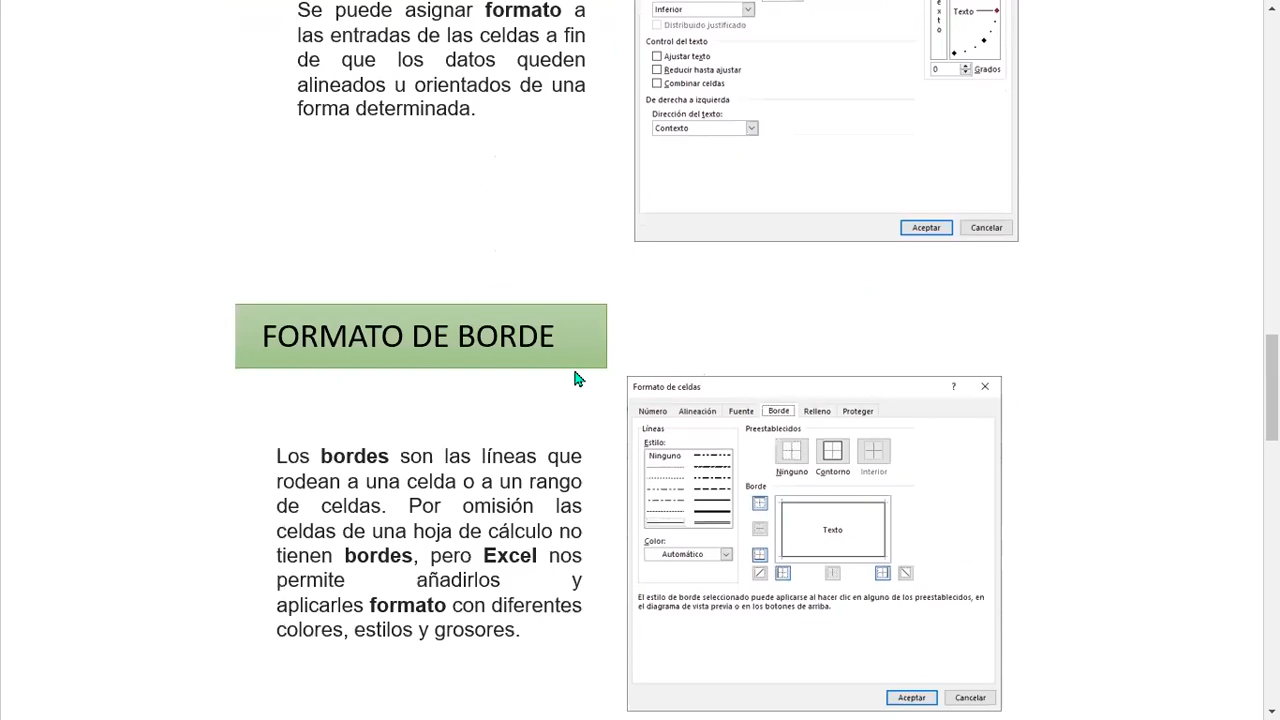 Se puede asignar formato a
las entradas de las celdas a fin
de que los datos queden
alineados u orientados de una
forma determinada.
Inferior
Distribuido justificado
Control del texto
Ajustar texto
Reducir hasta ajustar
Combinar celdas
De derecha a izquierda
Dirección del texto:
Contexto
e
x
t
o
Texto
0 Grados
Aceptar Cancelar
FORMATO DE BORDE
Los bordes son las líneas que
rodean a una celda o a un rango
de celdas. Por omisión las
celdas de una hoja de cálculo no
tienen bordes, pero Excel nos
permite añadirlos y
aplicarles formato con diferentes
colores, estilos y grosores.
Formato de celdas ?
Número Alineación Fuente Borde Relleno Proteger
Líneas
Estilo:
Ninguno
Color:
Automático
Preestablecidos
Ninguno Contorno Interior
Borde
Texto
El estilo de borde seleccionado puede aplicarse al hacer clic en alguno de los preestablecidos, en
el diagrama de vista previa o en los botones de arriba.
Aceptar Cancelar